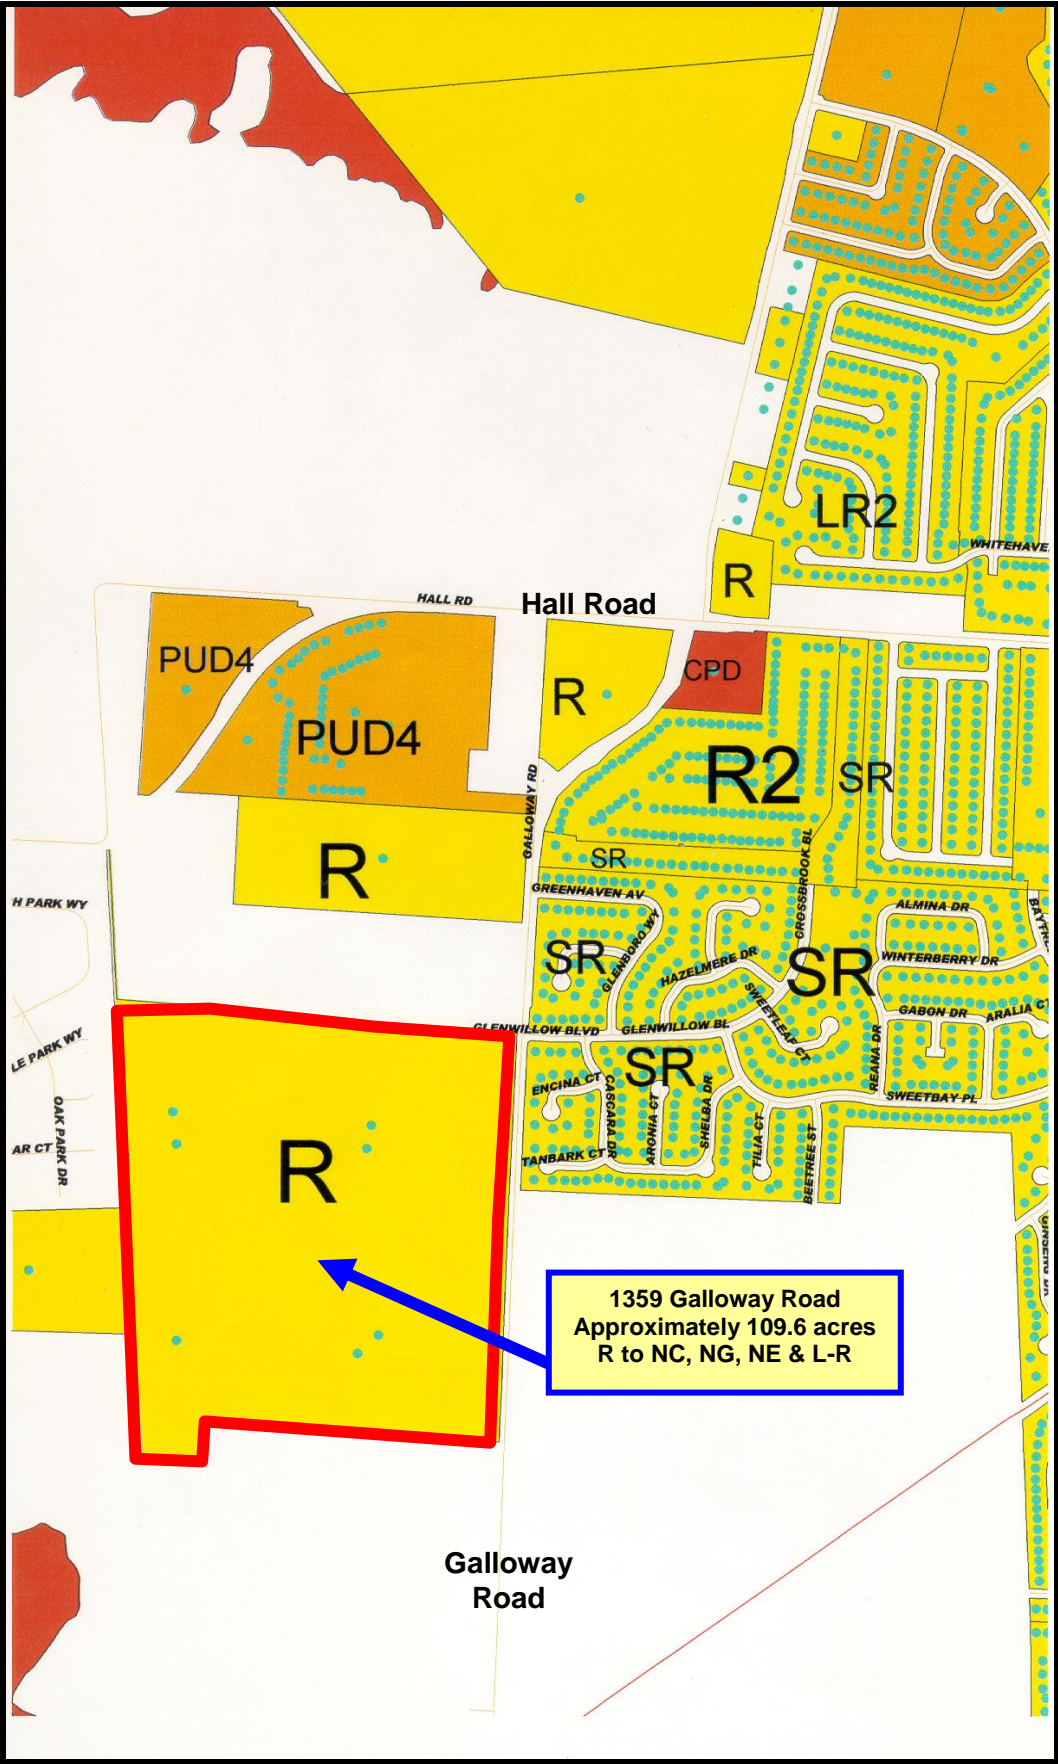 LR2
WHITEHAVE
R
HALL RD
Hall Road
PUD4
PUD4
R
CPD
R2
SR
GALLOWAY RD
R
SR
CROSSBROOK BL
GREENHAVEN AV
H PARK WY
ALMINA DR
SR
GLENBORO WY
HAZELMERE DR
SR
WINTERBERRY DR
SWEETLEAF CT
GABON DR
ARALIA CT
GLENWILLOW BLVD
GLENWILLOW BL
LE PARK WY
SR
REANA DR
ENCINA CT
CASCARA DR
ARONIA CT
SHELBA DR
SWEETBAY PL
OAK PARK DR
AR CT
TANBARK CT
TILIA CT
BEETREE ST
R
GINSENG DR
1359 Galloway Road
Approximately 109.6 acres
R to NC, NG, NE & L-R
Galloway
Road